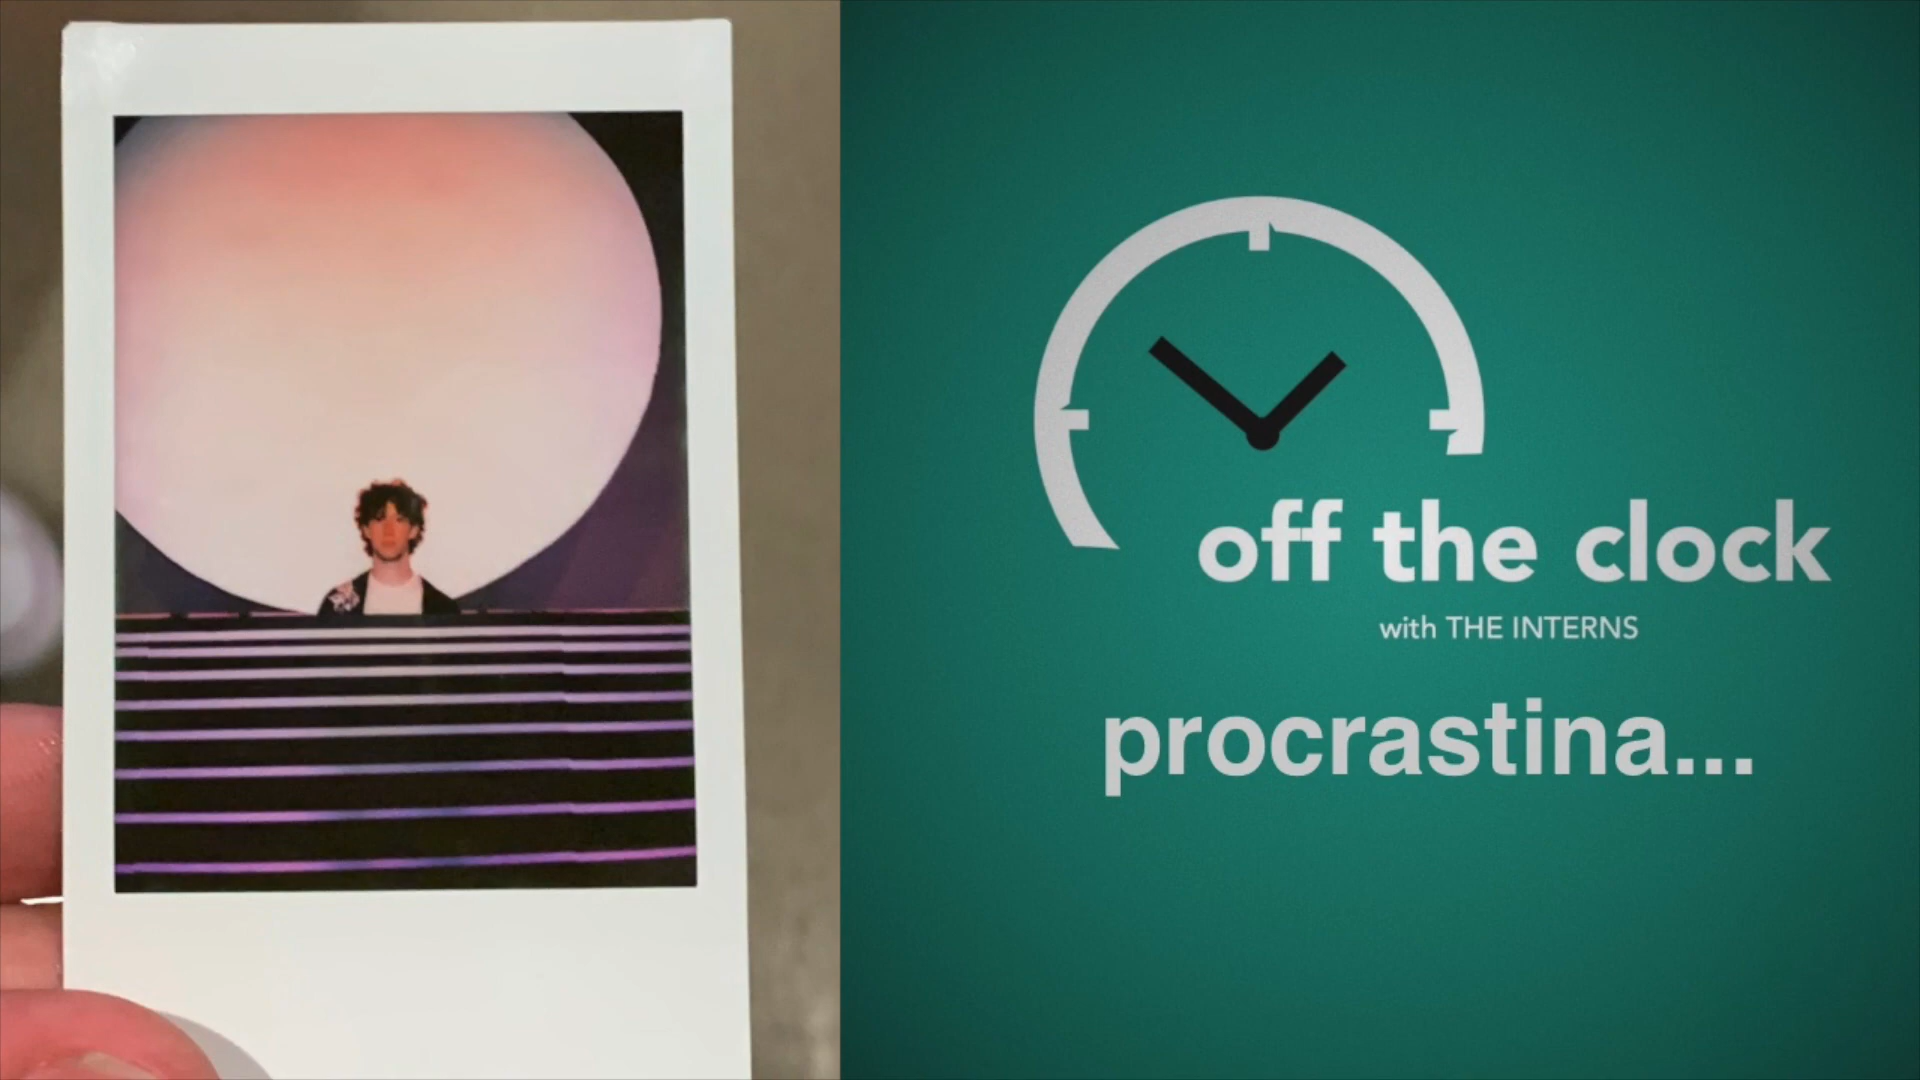 off the clock
with THE INTERNS
procrastina...